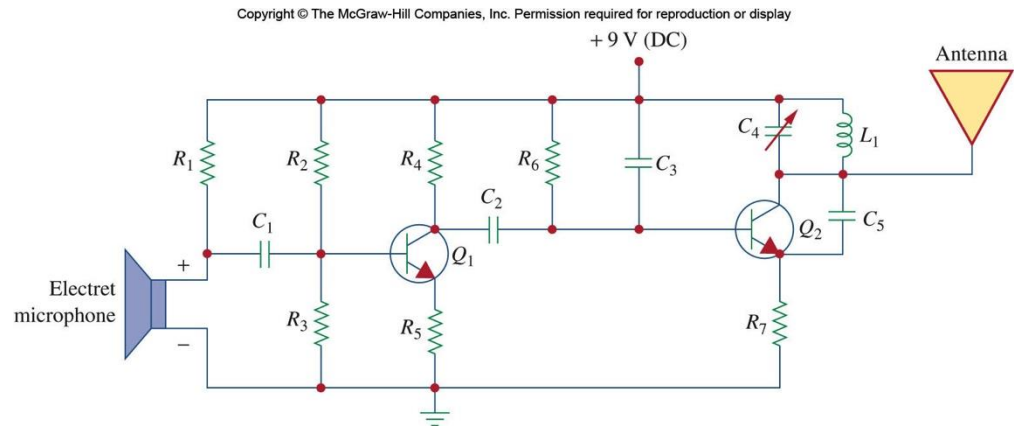 Copyright © The McGraw-Hill Companies, Inc. Permission required for reproduction or display
+ 9 V (DC)
Antenna
C4
L1
R1
R2
R4
R6
C3
C1
C2
Q1
Q2
C5
+
Electret
microphone
−
R3
R5
R7